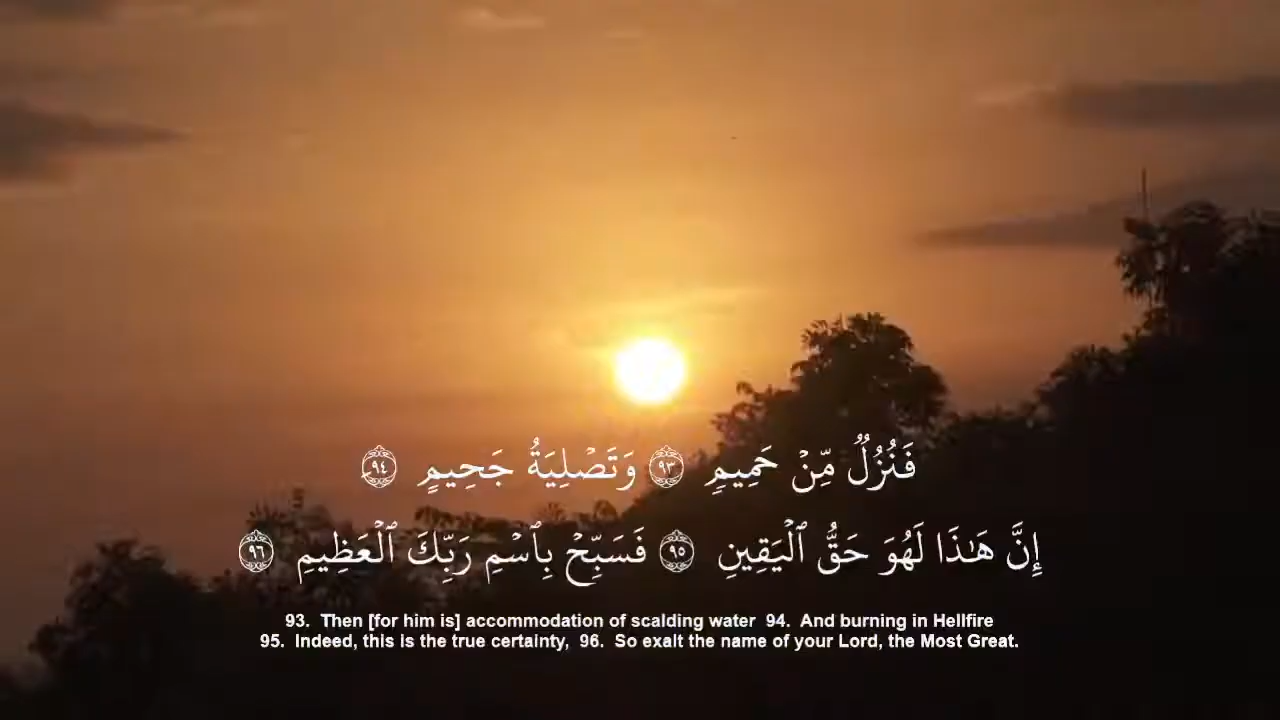 فَنُزُلٌ مِّنْ حَمِيمٍ ٩٣ وَتَصْلِيَةُ جَحِيمٍ ٩٤
إِنَّ هَـٰذَا لَهُوَ حَقُّ ٱلْيَقِينِ ٩٥ فَسَبِّحْ بِٱسْمِ رَبِّكَ ٱلْعَظِيمِ ٩٦
93. Then [for him is] accommodation of scalding water 94. And burning in Hellfire
95. Indeed, this is the true certainty, 96. So exalt the name of your Lord, the Most Great.